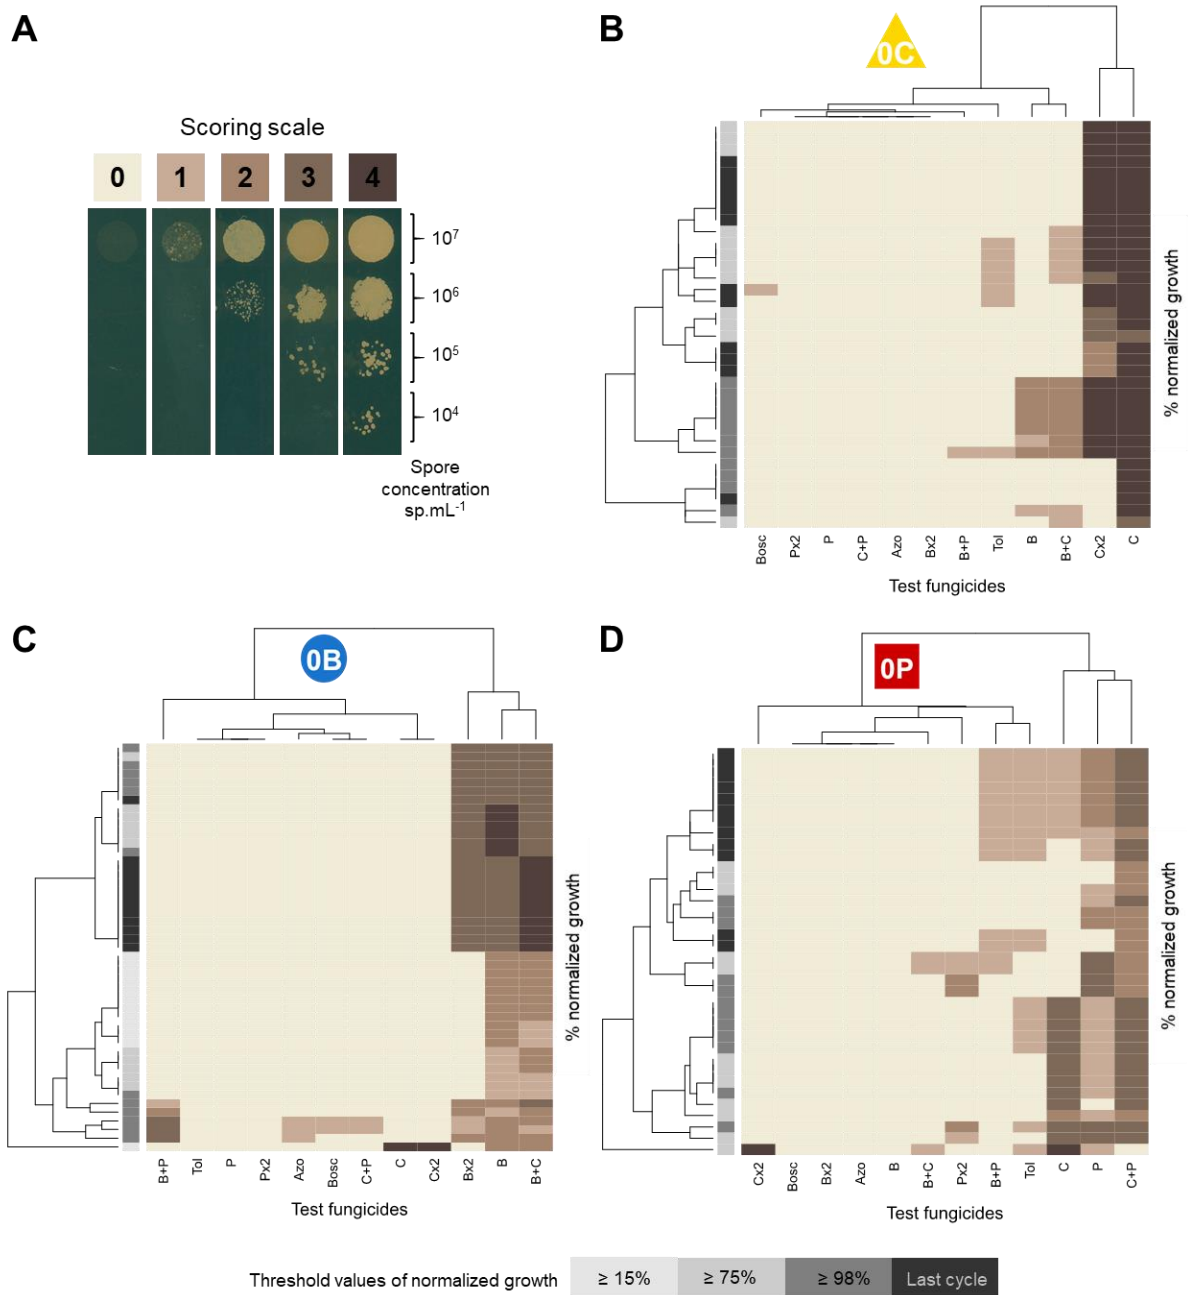 A
Scoring scale
0 1 2 3 4
10⁷
10⁶
10⁵
10⁴
Spore
concentration
sp.mL⁻¹
B
0C
% normalized growth
Bosc Px2 P C+P Azo Bx2 B+P Tol B B+C Cx2 C
Test fungicides
C
0B
% normalized growth
B+P Tol P Px2 Azo Bosc C+P C Cx2 Bx2 B B+C
Test fungicides
D
0P
% normalized growth
Cx2 Bosc Bx2 Azo B B+C Px2 B+P Tol C P C+P
Test fungicides
Threshold values of normalized growth ≥ 15% ≥ 75% ≥ 98% Last cycle